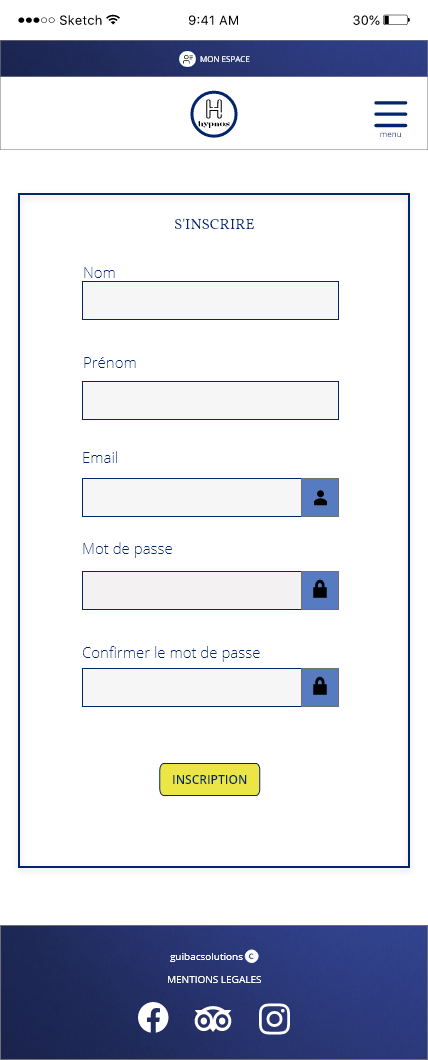 Sketch 9:41 AM 30%
MON ESPACE
H
hypnos
menu
S'INSCRIRE
Nom
Prénom
Email
Mot de passe
Confirmer le mot de passe
INSCRIPTION
guibacsolutions C
MENTIONS LEGALES